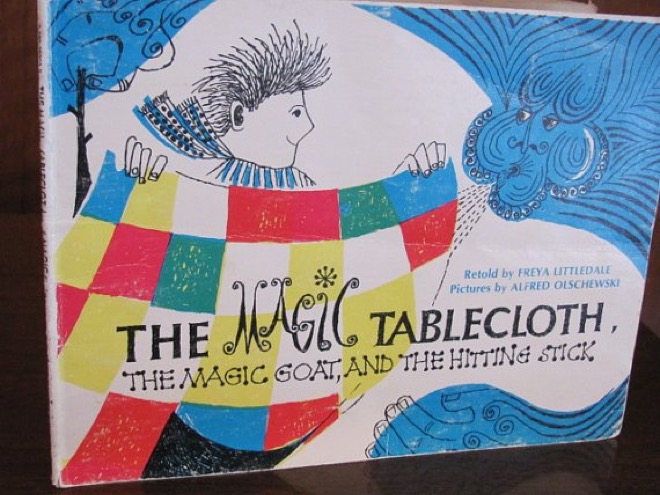 Retold by FREYA LITTLEDALE
Pictures by ALFRED OLSCHEWSKI
THE MAGIC TABLECLOTH,
THE MAGIC GOAT, AND THE HITTING STICK